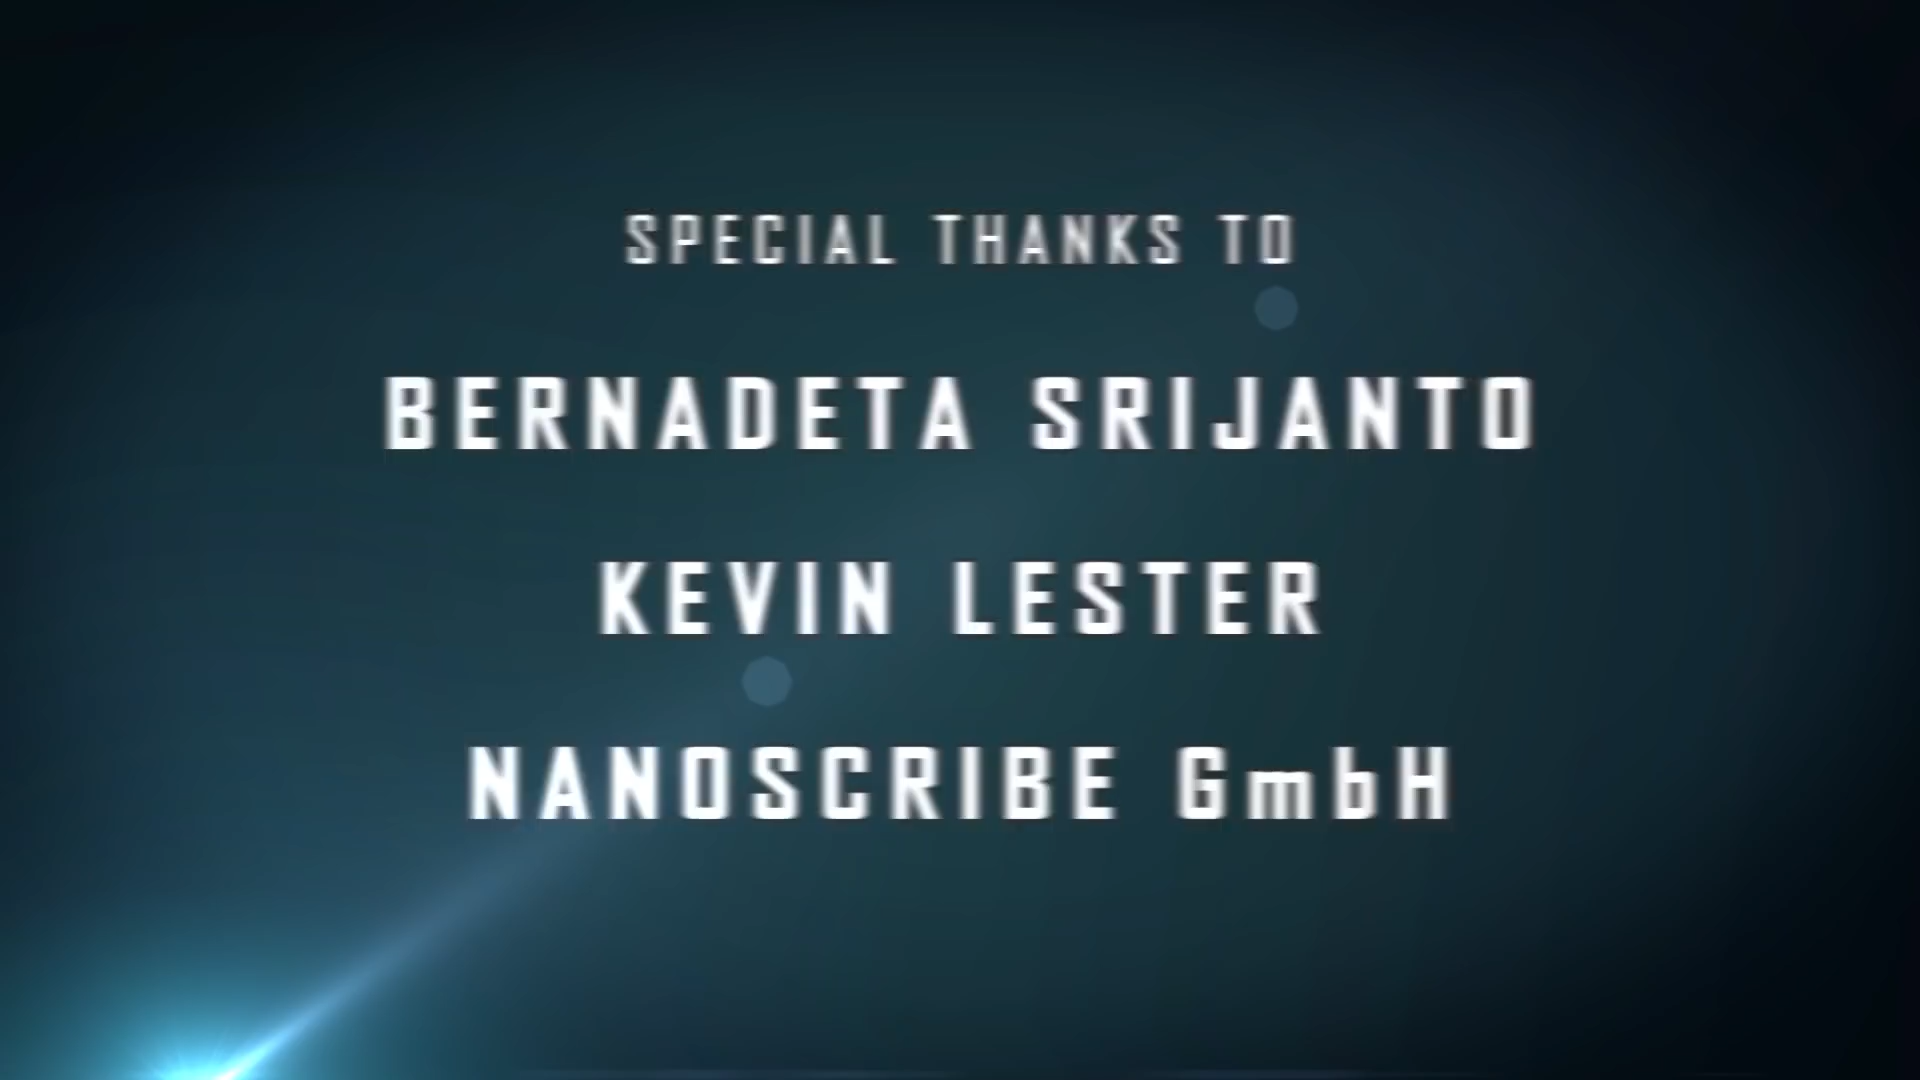 SPECIAL THANKS TO
BERNADETA SRIJANTO
KEVIN LESTER
NANOSCRIBE GmbH